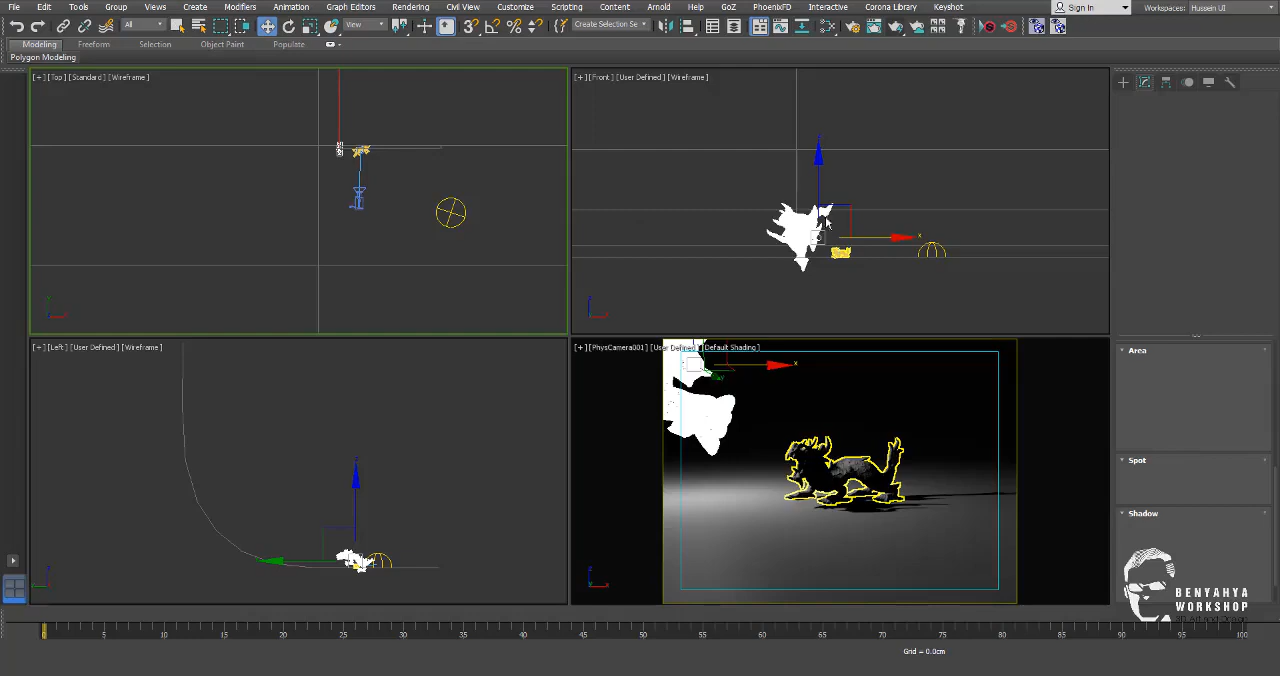 File Edit Tools Group Views Create Modifiers Animation Graph Editors Rendering Civil View Customize Scripting Content Arnold Help GoZ PhoenixFD Interactive Corona Library Keyshot Sign In Workspaces: Hussein UI
All View Create Selection Se
Modeling Freeform Selection Object Paint Populate
Polygon Modeling
[+] [Top] [Standard] [Wireframe]
[+] [Front] [User Defined] [Wireframe]
x
[+] [Left] [User Defined] [Wireframe]
[+] [PhysCamera001] [User Defined] [Default Shading]
x
y
Area
Spot
Shadow
BENYAHYA
WORKSHOP
0 5 10 15 20 25 30 35 40 45 50 55 60 65 70 75 80 85 90 95 100
Grid = 0.0cm